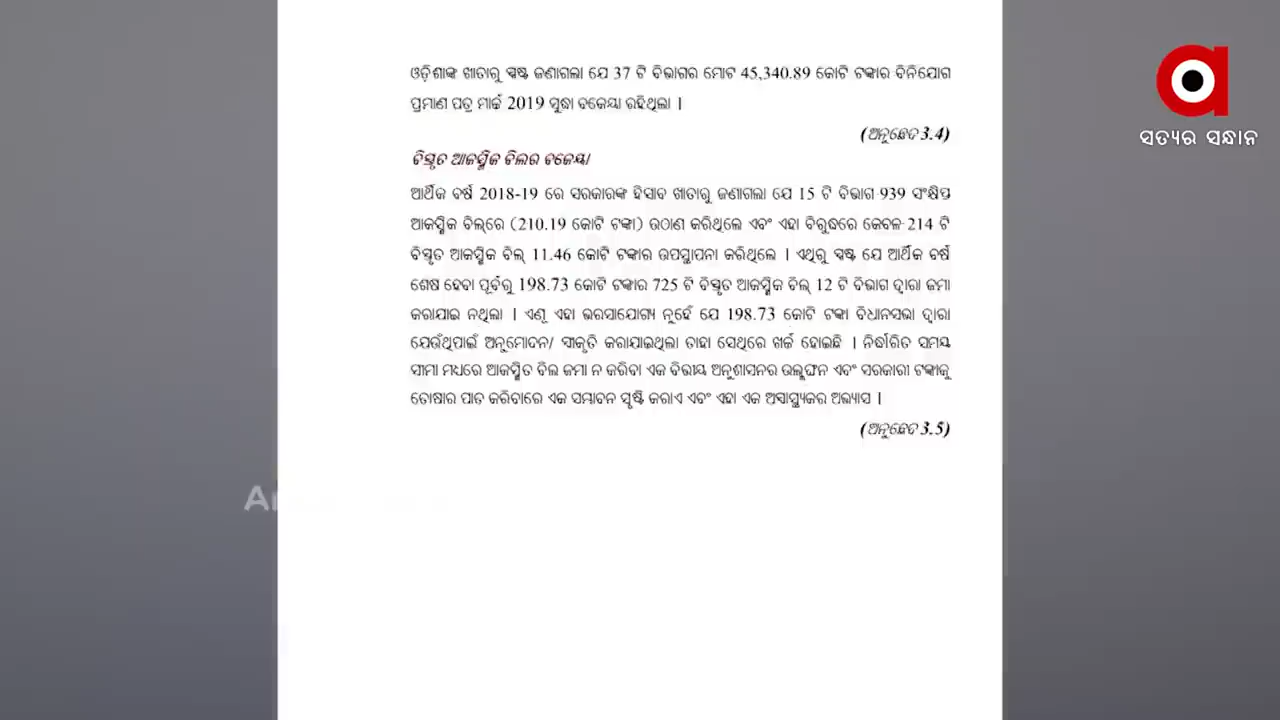 ଓଡ଼ିଶାଙ୍କ ଖାତାରୁ ସ୍ପଷ୍ଟ ଜଣାଗଲା ଯେ 37 ଟି ବିଭାଗର ମୋଟ 45,340.89 କୋଟି ଟଙ୍କାର ବିନିଯୋଗ
ପ୍ରମାଣ ପତ୍ର ମାର୍ଚ୍ଚ 2019 ସୁଦ୍ଧା ବକେୟା ରହିଥିଲା ।
(ଅନୁଚ୍ଛେଦ 3.4)
ବିସ୍ତୃତ ଆକସ୍ମିକ ବିଲର ବକେୟା
ଆର୍ଥିକ ବର୍ଷ 2018-19 ରେ ସରକାରଙ୍କ ହିସାବ ଖାତାରୁ ଜଣାଗଲା ଯେ 15 ଟି ବିଭାଗ 939 ସଂକ୍ଷିପ୍ତ
ଆକସ୍ମିକ ବିଲ୍‌ରେ (210.19 କୋଟି ଟଙ୍କା) ଉଠାଣ କରିଥିଲେ ଏବଂ ଏହା ବିରୁଦ୍ଧରେ କେବଳ 214 ଟି
ବିସ୍ତୃତ ଆକସ୍ମିକ ବିଲ୍ 11.46 କୋଟି ଟଙ୍କାର ଉପସ୍ଥାପନା କରିଥିଲେ । ଏଥିରୁ ସ୍ପଷ୍ଟ ଯେ ଆର୍ଥିକ ବର୍ଷ
ଶେଷ ହେବା ପୂର୍ବରୁ 198.73 କୋଟି ଟଙ୍କାର 725 ଟି ବିସ୍ତୃତ ଆକସ୍ମିକ ବିଲ୍ 12 ଟି ବିଭାଗ ଦ୍ୱାରା ଜମା
କରାଯାଇ ନଥିଲା । ଏଣୁ ଏହା ଭରସାଯୋଗ୍ୟ ନୁହେଁ ଯେ 198.73 କୋଟି ଟଙ୍କା ବିଧାନସଭା ଦ୍ୱାରା
ଯେଉଁଥିପାଇଁ ଅନୁମୋଦନ/ ସ୍ୱୀକୃତି କରାଯାଇଥିଲା ତାହା ସେଥିରେ ଖର୍ଚ୍ଚ ହୋଇଛି । ନିର୍ଦ୍ଧାରିତ ସମୟ
ସୀମା ମଧ୍ୟରେ ଆକସ୍ମିତ ବିଲ ଜମା ନ କରିବା ଏକ ବିତ୍ତୀୟ ଅନୁଶାସନର ଉଲ୍ଲଙ୍ଘନ ଏବଂ ସରକାରୀ ଟଙ୍କାକୁ
ତୋଷାର ପାତ କରିବାରେ ଏକ ସମ୍ଭାବନ ସୃଷ୍ଟି କରାଏ ଏବଂ ଏହା ଏକ ଅସ୍ୱାସ୍ଥ୍ୟକର ଅଭ୍ୟାସ ।
(ଅନୁଚ୍ଛେଦ 3.5)
ସତ୍ୟର ସନ୍ଧାନ